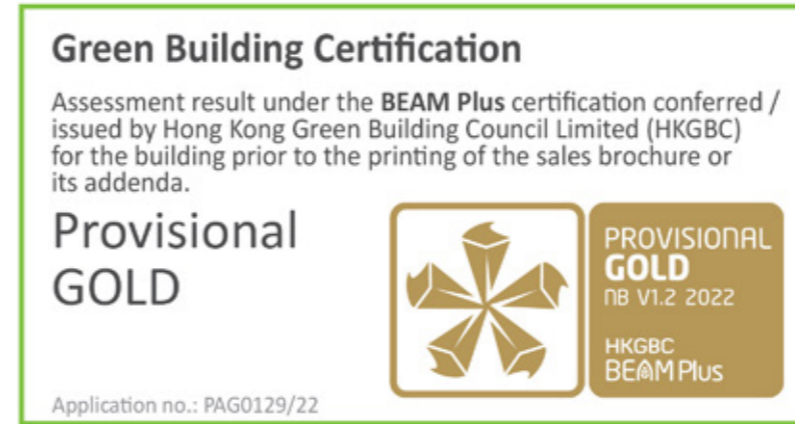 Green Building Certification
Assessment result under the BEAM Plus certification conferred /
issued by Hong Kong Green Building Council Limited (HKGBC)
for the building prior to the printing of the sales brochure or
its addenda.
Provisional
GOLD
PROVISIONAL
GOLD
NB V1.2 2022
HKGBC
BEAM Plus
Application no.: PAG0129/22